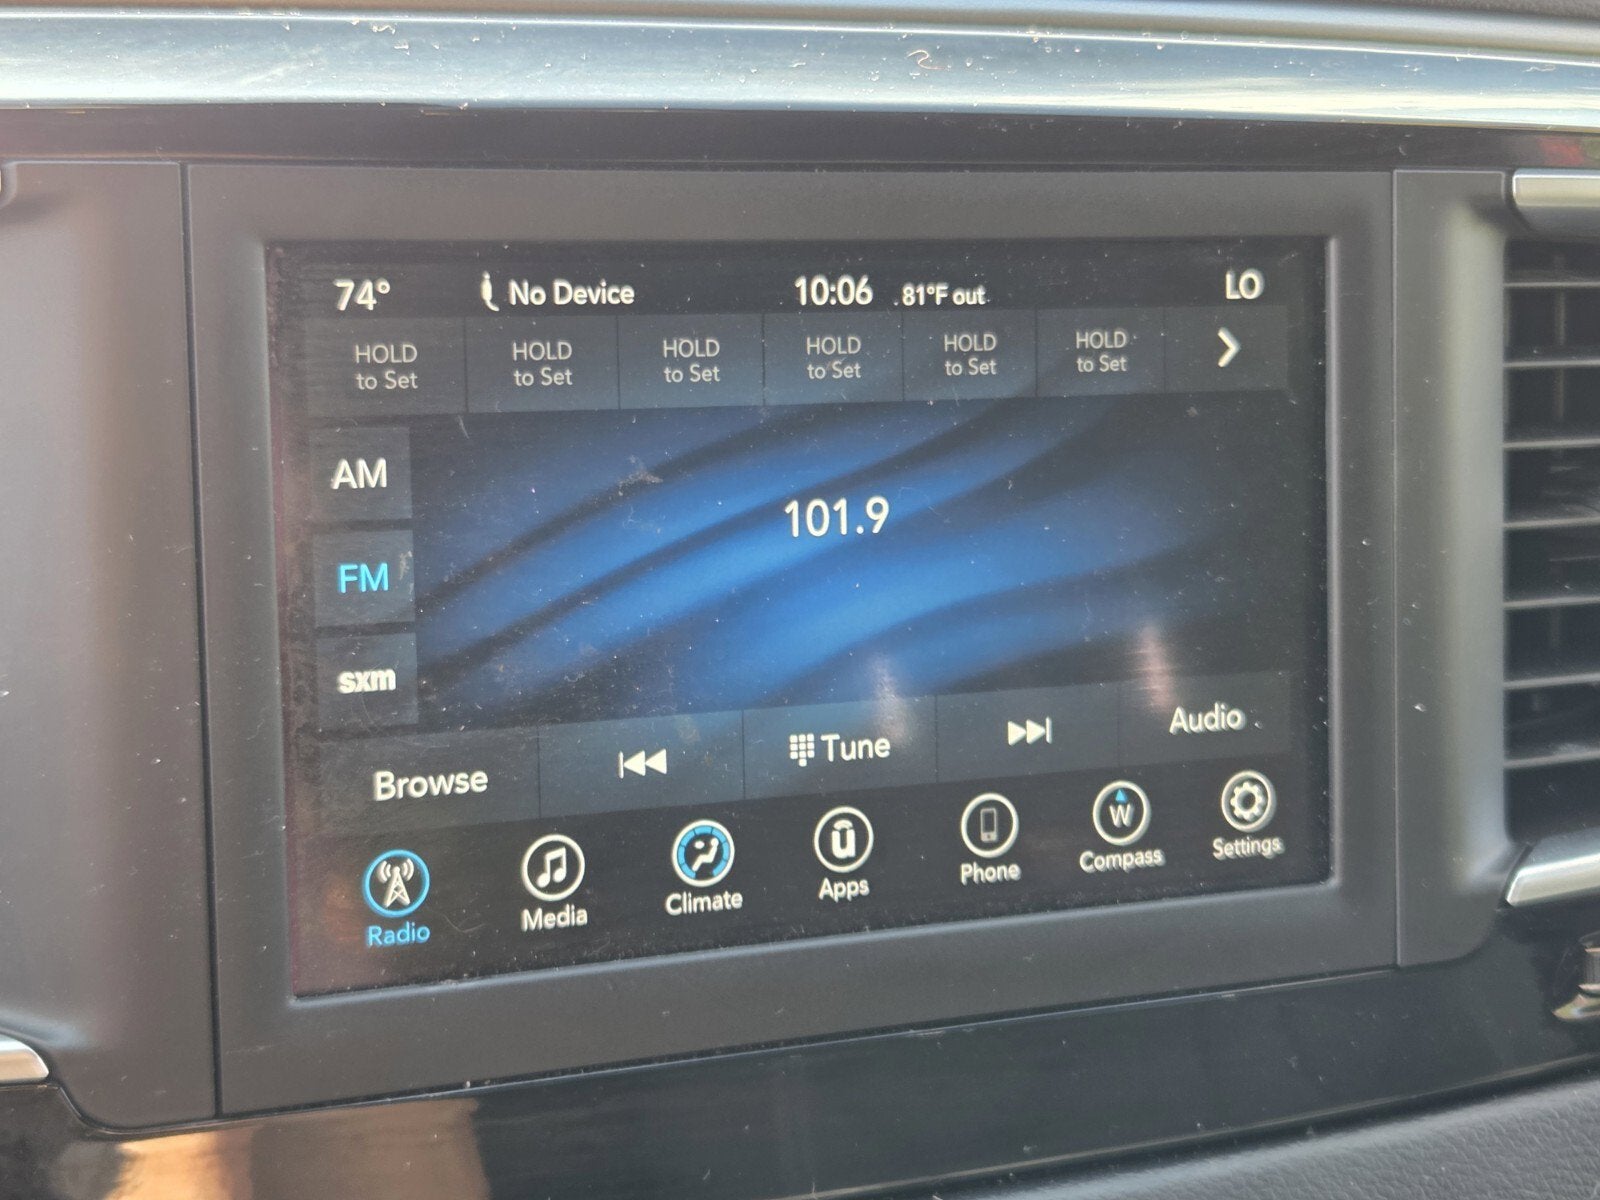 74° No Device 10:06 81°F out LO
HOLD to Set
HOLD to Set
HOLD to Set
HOLD to Set
HOLD to Set
HOLD to Set
AM
101.9
FM
sxm
Browse Tune Audio
Radio Media Climate Apps Phone W Compass Settings